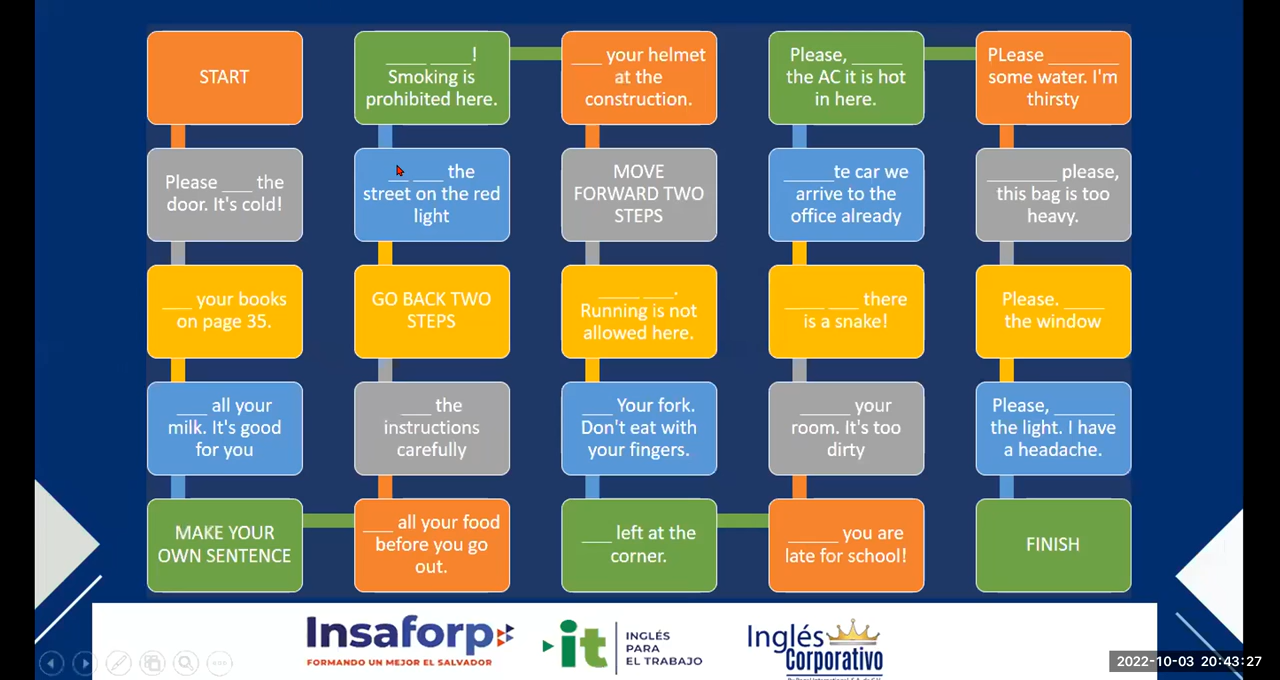 START
Please ___ the
door. It's cold!
___ your books
on page 35.
___ all your
milk. It's good
for you
MAKE YOUR
OWN SENTENCE
____ ____!
Smoking is
prohibited here.
__ ___ the
street on the red
light
GO BACK TWO
STEPS
___ the
instructions
carefully
___ all your food
before you go
out.
___ your helmet
at the
construction.
MOVE
FORWARD TWO
STEPS
_____ ___.
Running is not
allowed here.
___ Your fork.
Don't eat with
your fingers.
___ left at the
corner.
Please, _____
the AC it is hot
in here.
_____te car we
arrive to the
office already
____ ___ there
is a snake!
_____ your
room. It's too
dirty
_____ you are
late for school!
PLease _______
some water. I'm
thirsty
_______ please,
this bag is too
heavy.
Please. ____
the window
Please, ______
the light. I have
a headache.
FINISH
Insaforp
FORMANDO UN MEJOR EL SALVADOR
it
INGLÉS
PARA
EL TRABAJO
Inglés
Corporativo
2022-10-03 20:43:27